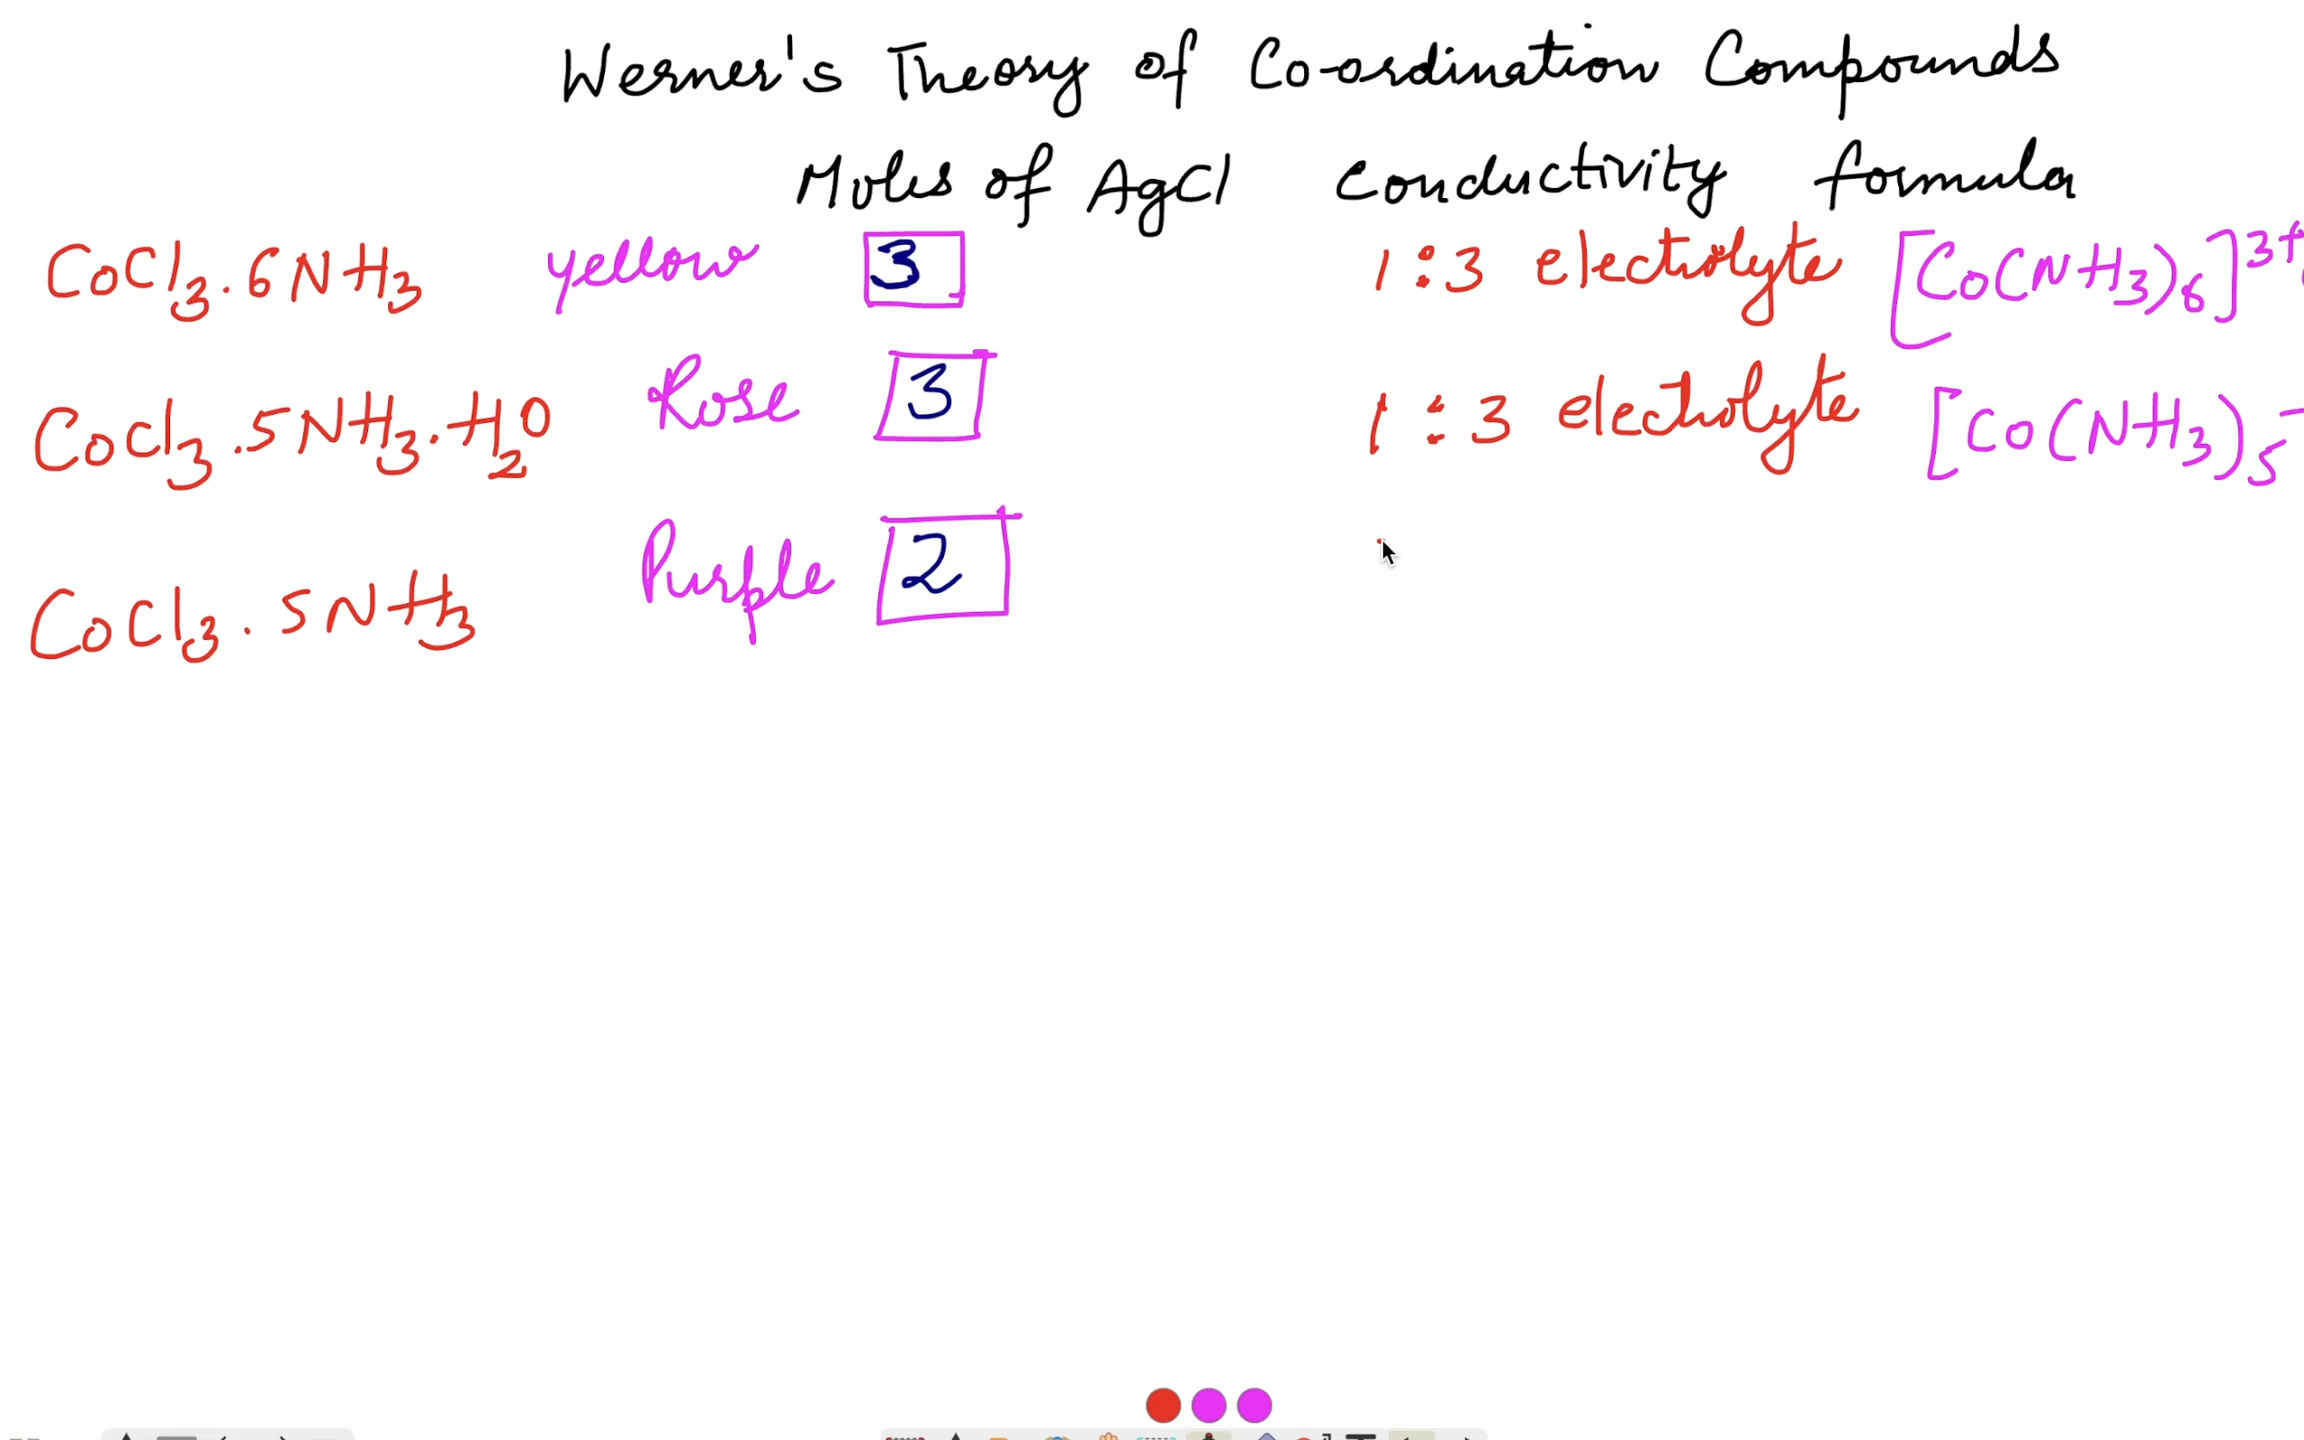 Werner's Theory of Co-ordination Compounds
Moles of AgCl Conductivity formula
CoCl3.6NH3 yellow 3 1:3 electrolyte [Co(NH3)6]3+
CoCl3.5NH3.H2O Rose 3 1:3 electrolyte [Co(NH3)5
CoCl3.5NH3 Purple 2